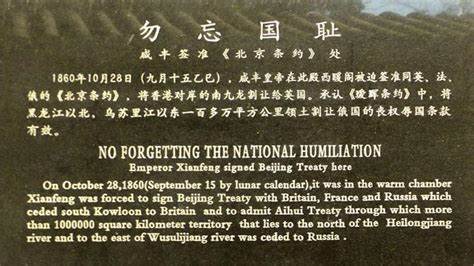 勿忘国耻
咸丰签准《北京条约》处
1860年10月28日（九月十五乙巳），咸丰皇帝在此殿西暖阁被迫签准同英、法、
俄的《北京条约》，将香港对岸的南九龙割让给英国。承认《瑷珲条约》中，将
黑龙江以北，乌苏里江以东一百多万平方公里领土割让俄国的丧权辱国条款
有效。
NO FORGETTING THE NATIONAL HUMILIATION
Emperor Xianfeng signed Beijing Treaty here
On October 28,1860(September 15 by lunar calendar),it was in the warm chamber
Xianfeng was forced to sign Beijing Treaty with Britain, France and Russia which
ceded south Kowloon to Britain and to admit Aihui Treaty through which more
than 1000000 square kilometer territory that lies to the north of the Heilongjiang
river and to the east of Wusulijiang river was ceded to Russia .